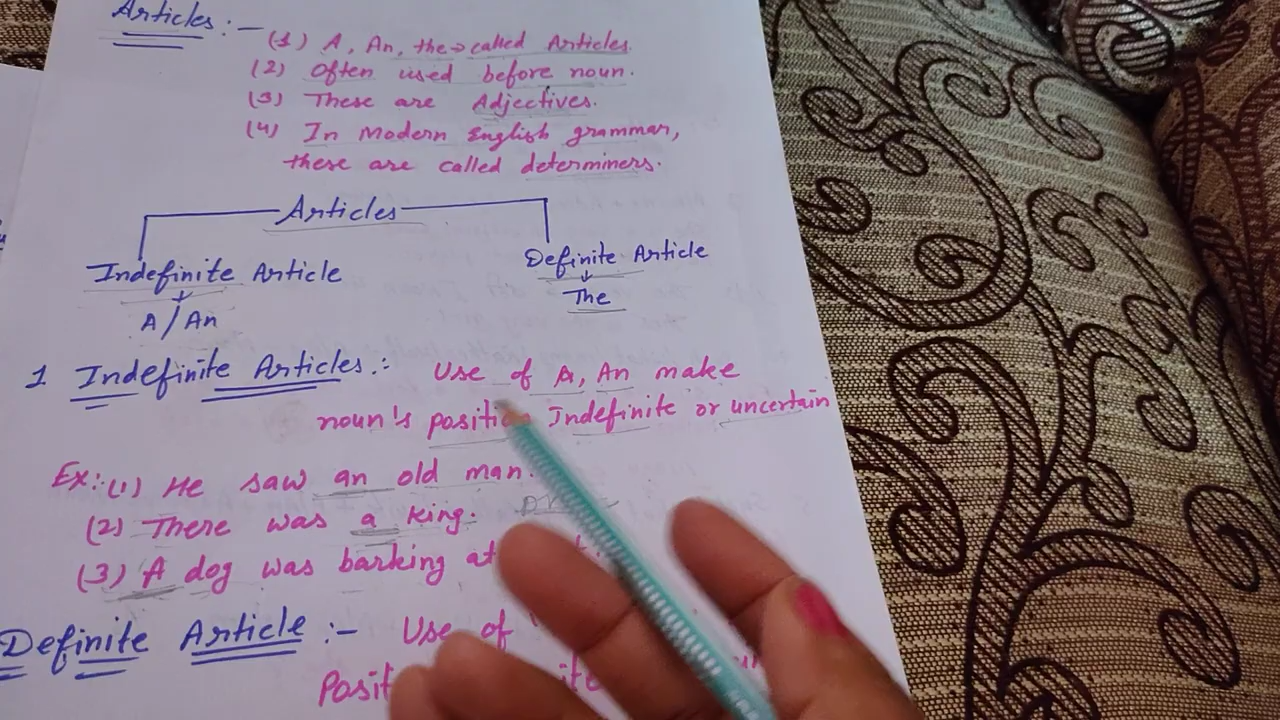 Articles :-
(1) A, An, the → called Articles.
(2) Often used before noun.
(3) These are Adjectives.
(4) In Modern English grammar,
these are called determiners.
Articles
Indefinite Article
Definite Article
A / An
The
1 Indefinite Articles :- Use of A, An make
noun's Indefinite or uncertain
Ex:- (1) He saw an old man.
(2) There was a king.
(3) A dog was barking at
Definite Article :- Use of